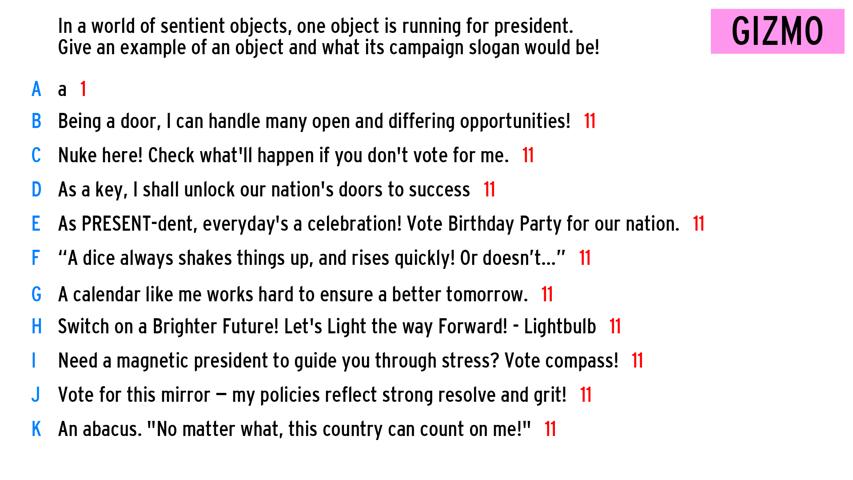 In a world of sentient objects, one object is running for president.
Give an example of an object and what its campaign slogan would be!
GIZMO
A a 1
B Being a door, I can handle many open and differing opportunities! 11
C Nuke here! Check what'll happen if you don't vote for me. 11
D As a key, I shall unlock our nation's doors to success 11
E As PRESENT-dent, everyday's a celebration! Vote Birthday Party for our nation. 11
F “A dice always shakes things up, and rises quickly! Or doesn’t...” 11
G A calendar like me works hard to ensure a better tomorrow. 11
H Switch on a Brighter Future! Let's Light the way Forward! - Lightbulb 11
I Need a magnetic president to guide you through stress? Vote compass! 11
J Vote for this mirror – my policies reflect strong resolve and grit! 11
K An abacus. "No matter what, this country can count on me!" 11